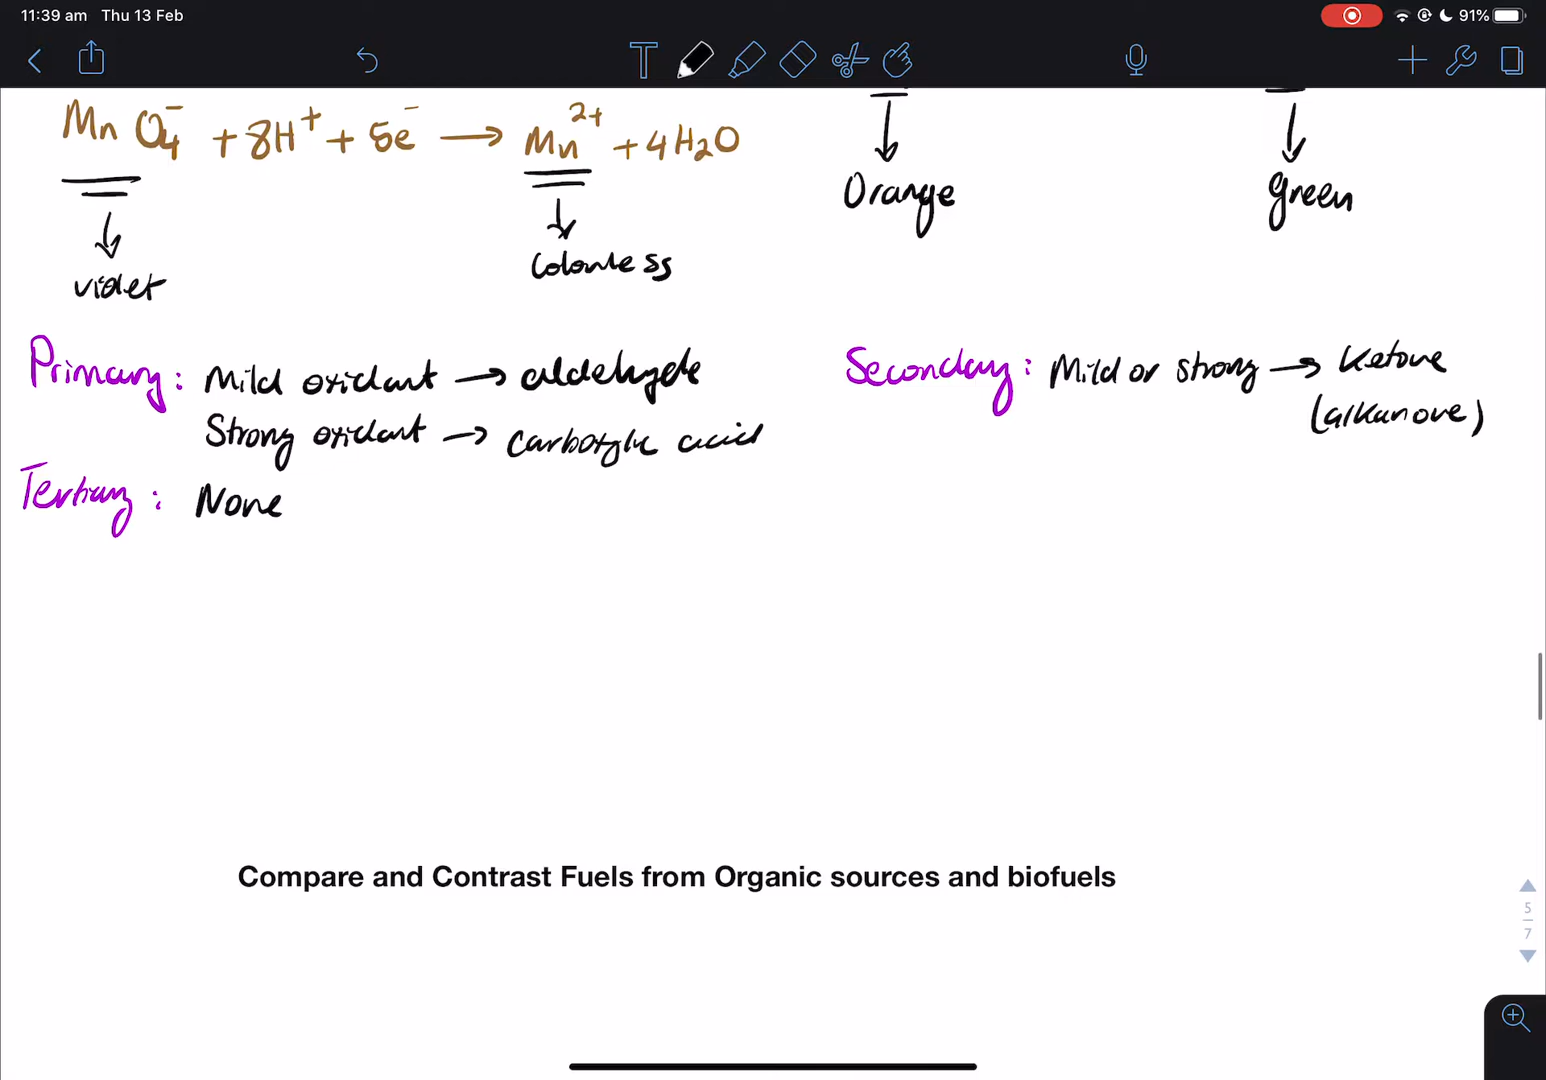 11:39 am Thu 13 Feb
91%
T
MnO₄⁻ + 8H⁺ + 5e⁻ → Mn²⁺ + 4H₂O
Orange
Green
violet
Colourless
Primary: Mild oxidant → aldehyde
Strong oxidant → carboxylic acid
Secondary: Mild or strong → Ketone
(alkanone)
Tertiary: None
Compare and Contrast Fuels from Organic sources and biofuels
5
7